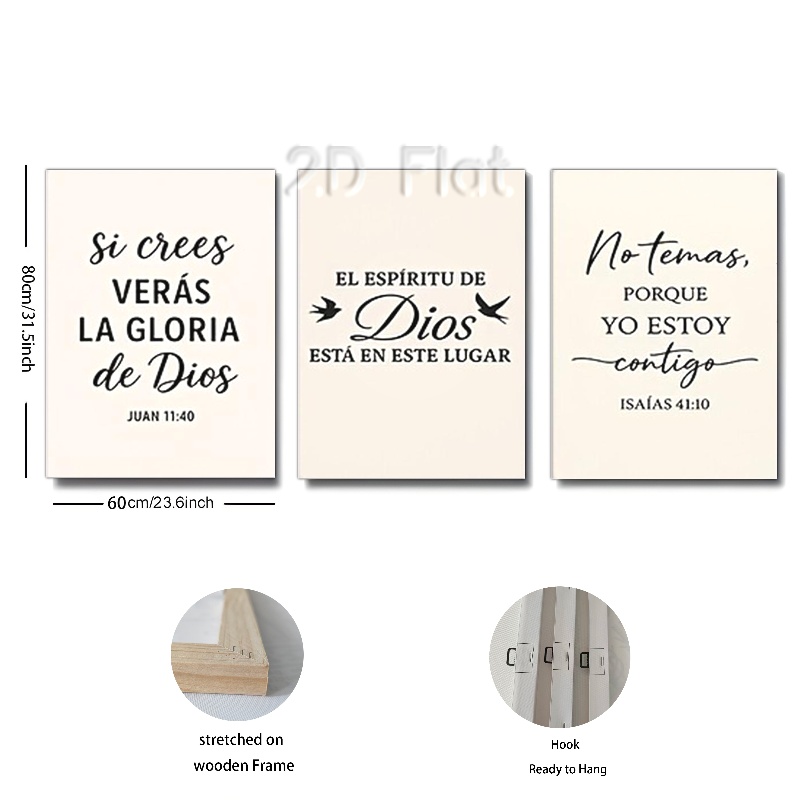 2D Flat
80cm/31.5inch
si crees
VERÁS
LA GLORIA
de Dios
JUAN 11:40
EL ESPÍRITU DE
Dios
ESTÁ EN ESTE LUGAR
No temas,
PORQUE
YO ESTOY
contigo
ISAÍAS 41:10
60cm/23.6inch
stretched on
wooden Frame
Hook
Ready to Hang